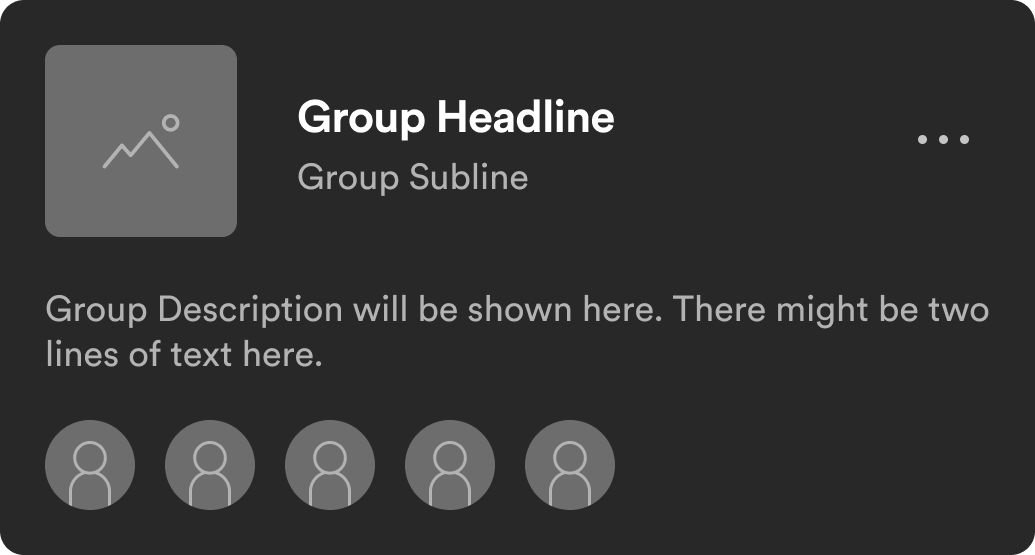 Group Headline
Group Subline
Group Description will be shown here. There might be two
lines of text here.